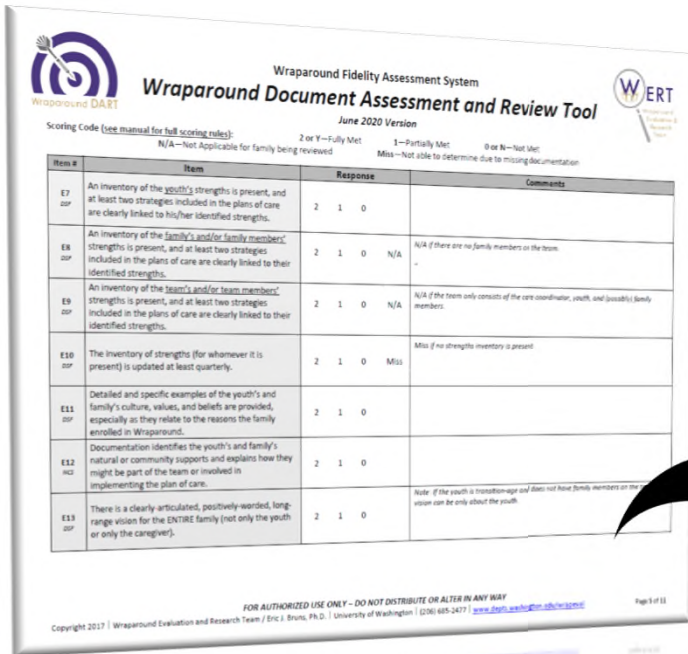 Wraparound DART
Wraparound Fidelity Assessment System
Wraparound Document Assessment and Review Tool
June 2020 Version
WERT
Wraparound
Evaluation &
Research
Team
Scoring Code (see manual for full scoring rules):
2 or Y—Fully Met 1—Partially Met 0 or N—Not Met
N/A—Not Applicable for family being reviewed Miss—Not able to determine due to missing documentation
Item # Item Response Comments
E7
An inventory of the youth's strengths is present, and
at least two strategies included in the plans of care
are clearly linked to his/her identified strengths.
2 1 0
E8
An inventory of the family's and/or family members'
strengths is present, and at least two strategies
included in the plans of care are clearly linked to their
identified strengths.
2 1 0 N/A
N/A if there are no family members on the team.
E9
An inventory of the team's and/or team members'
strengths is present, and at least two strategies
included in the plans of care are clearly linked to their
identified strengths.
2 1 0 N/A
N/A if the team only consists of the care coordinator, youth, and (possibly) family
members.
E10
The inventory of strengths (for whomever it is
present) is updated at least quarterly.
2 1 0 Miss
Miss if no strengths inventory is present
E11
Detailed and specific examples of the youth's and
family's culture, values, and beliefs are provided,
especially as they relate to the reasons the family
enrolled in Wraparound.
2 1 0
E12
Documentation identifies the youth's and family's
natural or community supports and explains how they
might be part of the team or involved in
implementing the plan of care.
2 1 0
E13
There is a clearly-articulated, positively-worded, long-
range vision for the ENTIRE family (not only the youth
or only the caregiver).
2 1 0
Note: if the youth is transition-age and does not have family members on the
vision can be only about the youth.
FOR AUTHORIZED USE ONLY – DO NOT DISTRIBUTE OR ALTER IN ANY WAY
Copyright 2017 | Wraparound Evaluation and Research Team / Eric J. Bruns, Ph.D. | University of Washington | (206) 685-2477 | www.depts.washington.edu/wrapeval
Page 5 of 11